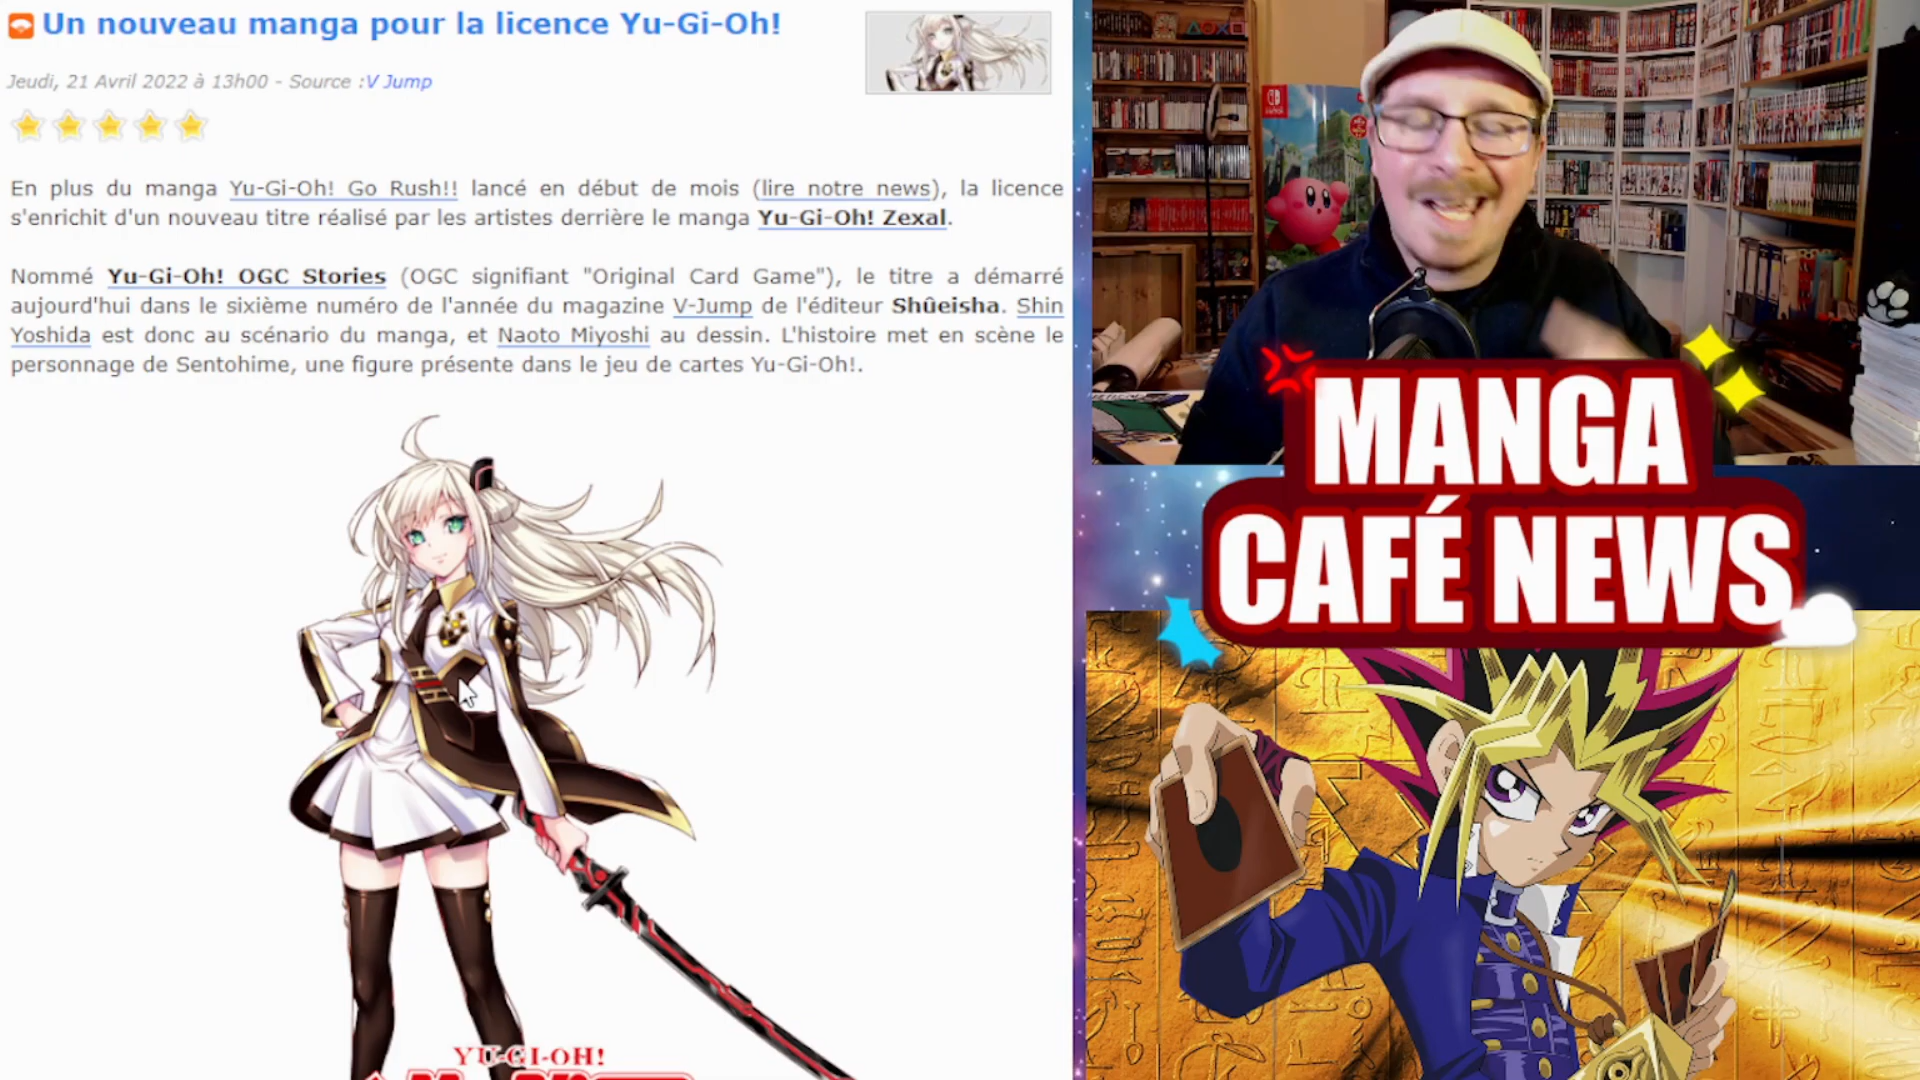 Un nouveau manga pour la licence Yu-Gi-Oh!
Jeudi, 21 Avril 2022 à 13h00 - Source :V Jump
En plus du manga Yu-Gi-Oh! Go Rush!! lancé en début de mois (lire notre news), la licence
s'enrichit d'un nouveau titre réalisé par les artistes derrière le manga Yu-Gi-Oh! Zexal.
Nommé Yu-Gi-Oh! OGC Stories (OGC signifiant "Original Card Game"), le titre a démarré
aujourd'hui dans le sixième numéro de l'année du magazine V-Jump de l'éditeur Shûeisha. Shin
Yoshida est donc au scénario du manga, et Naoto Miyoshi au dessin. L'histoire met en scène le
personnage de Sentohime, une figure présente dans le jeu de cartes Yu-Gi-Oh!.
YU-GI-OH!
MANGA
CAFÉ NEWS